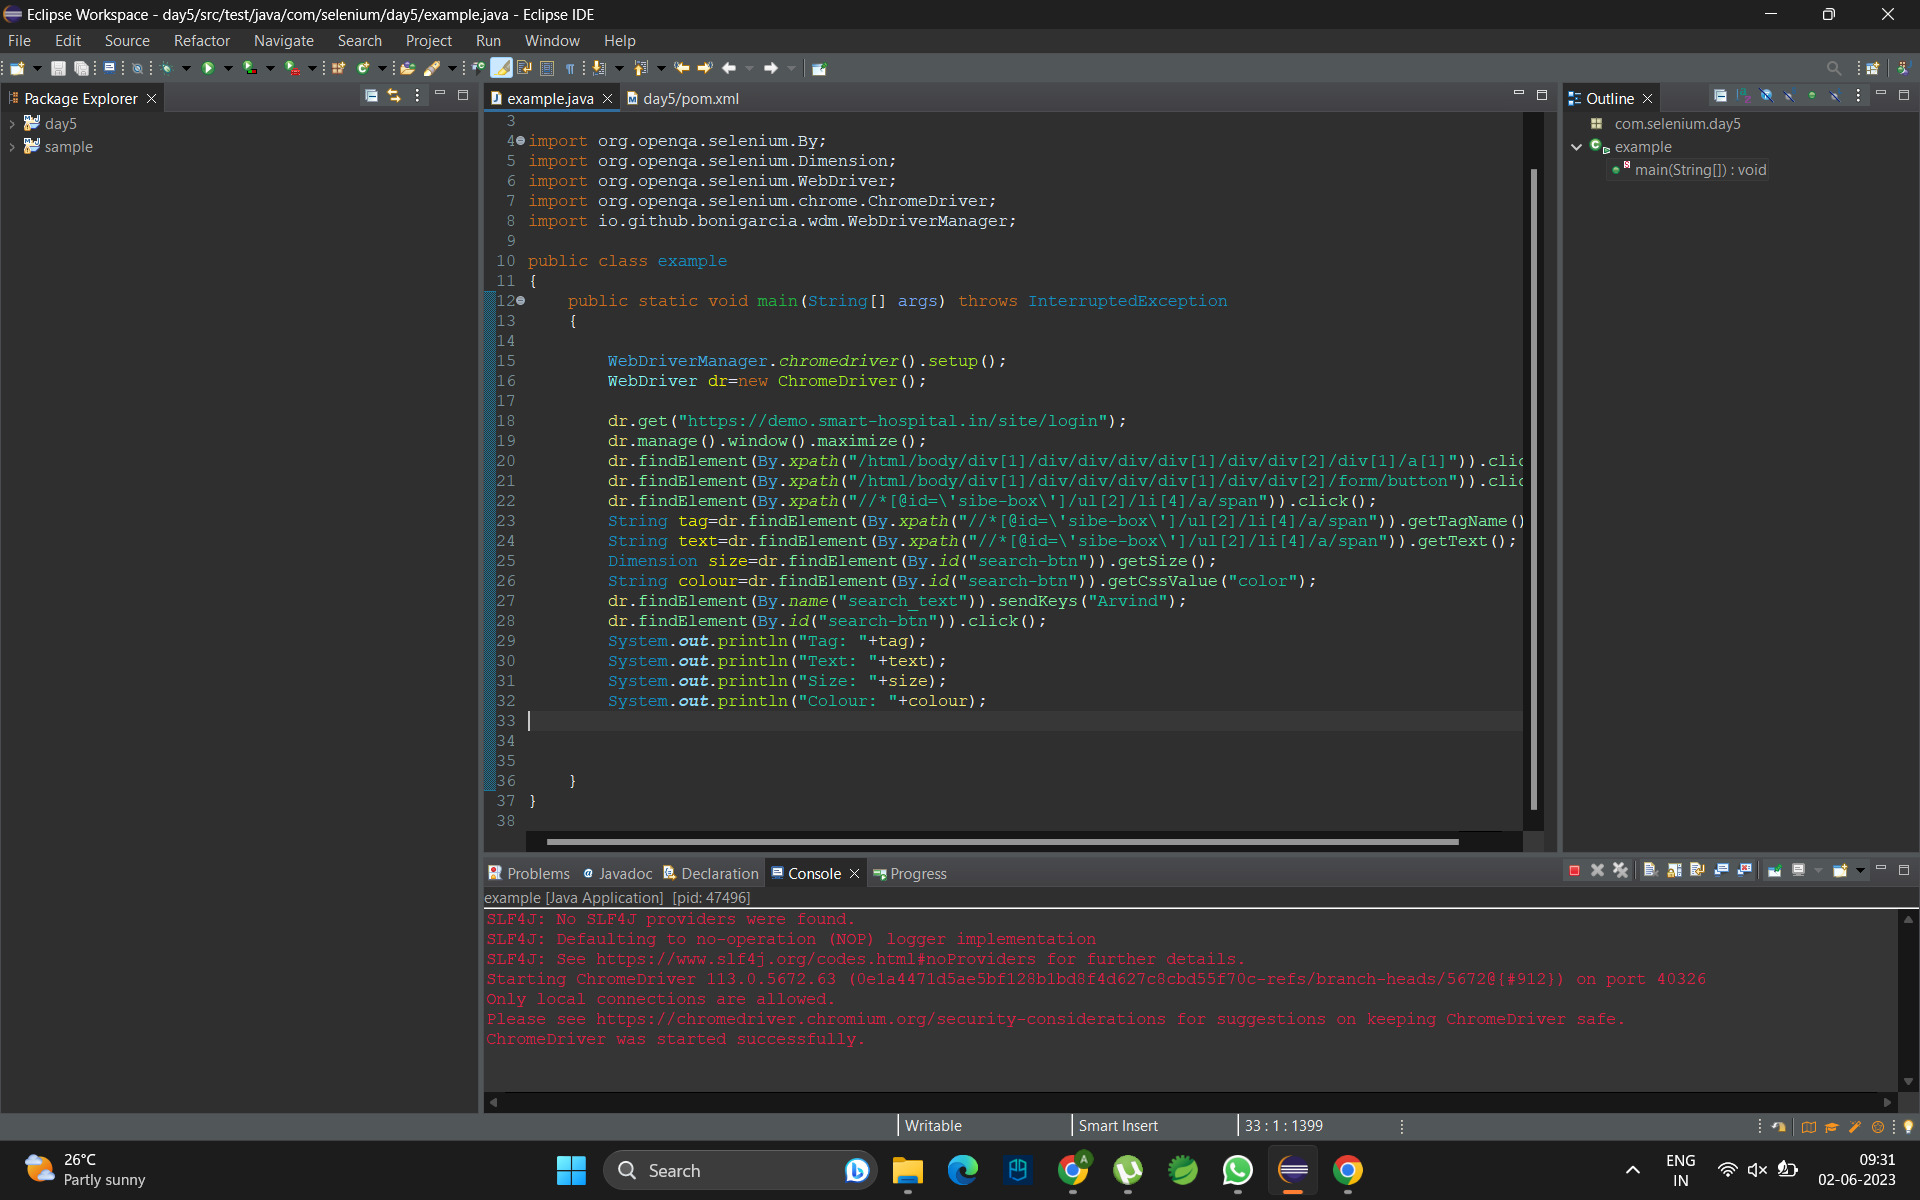 Eclipse Workspace - day5/src/test/java/com/selenium/day5/example.java - Eclipse IDE
File Edit Source Refactor Navigate Search Project Run Window Help
Package Explorer
day5
sample
example.java
day5/pom.xml
3
4 import org.openqa.selenium.By;
5 import org.openqa.selenium.Dimension;
6 import org.openqa.selenium.WebDriver;
7 import org.openqa.selenium.chrome.ChromeDriver;
8 import io.github.bonigarcia.wdm.WebDriverManager;
9
10 public class example
11 {
12 public static void main(String[] args) throws InterruptedException
13 {
14
15 WebDriverManager.chromedriver().setup();
16 WebDriver dr=new ChromeDriver();
17
18 dr.get("https://demo.smart-hospital.in/site/login");
19 dr.manage().window().maximize();
20 dr.findElement(By.xpath("/html/body/div[1]/div/div/div/div[1]/div/div[2]/div[1]/a[1]")).clic
21 dr.findElement(By.xpath("/html/body/div[1]/div/div/div/div[1]/div/div[2]/form/button")).clic
22 dr.findElement(By.xpath("//*[@id=\'sibe-box\']/ul[2]/li[4]/a/span")).click();
23 String tag=dr.findElement(By.xpath("//*[@id=\'sibe-box\']/ul[2]/li[4]/a/span")).getTagName()
24 String text=dr.findElement(By.xpath("//*[@id=\'sibe-box\']/ul[2]/li[4]/a/span")).getText();
25 Dimension size=dr.findElement(By.id("search-btn")).getSize();
26 String colour=dr.findElement(By.id("search-btn")).getCssValue("color");
27 dr.findElement(By.name("search_text")).sendKeys("Arvind");
28 dr.findElement(By.id("search-btn")).click();
29 System.out.println("Tag: "+tag);
30 System.out.println("Text: "+text);
31 System.out.println("Size: "+size);
32 System.out.println("Colour: "+colour);
33
34
35
36 }
37 }
38
Outline
com.selenium.day5
example
main(String[]) : void
Problems Javadoc Declaration Console Progress
example [Java Application] [pid: 47496]
SLF4J: No SLF4J providers were found.
SLF4J: Defaulting to no-operation (NOP) logger implementation
SLF4J: See https://www.slf4j.org/codes.html#noProviders for further details.
Starting ChromeDriver 113.0.5672.63 (0e1a4471d5ae5bf128b1bd8f4d627c8cbd55f70c-refs/branch-heads/5672@{#912}) on port 40326
Only local connections are allowed.
Please see https://chromedriver.chromium.org/security-considerations for suggestions on keeping ChromeDriver safe.
ChromeDriver was started successfully.
Writable Smart Insert 33 : 1 : 1399
26°C
Partly sunny
Search
ENG
IN
09:31
02-06-2023